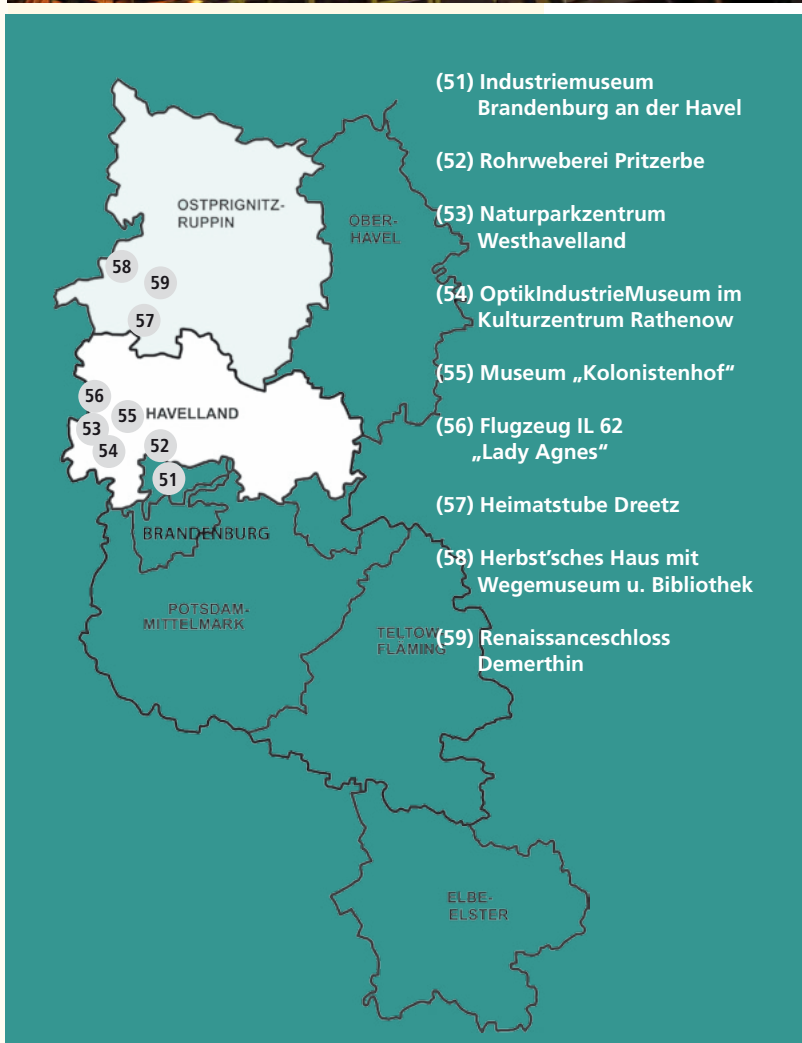 (51) Industriemuseum
Brandenburg an der Havel
(52) Rohrweberei Pritzerbe
(53) Naturparkzentrum
Westhavelland
(54) OptikIndustrieMuseum im
Kulturzentrum Rathenow
(55) Museum „Kolonistenhof“
(56) Flugzeug IL 62
„Lady Agnes“
(57) Heimatstube Dreetz
(58) Herbst’sches Haus mit
Wegemuseum u. Bibliothek
(59) Renaissanceschloss
Demerthin
OSTPRIGNITZ-
RUPPIN
OBER-
HAVEL
58
59
57
56
55
HAVELLAND
53
54
52
51
BRANDENBURG
POTSDAM-
MITTELMARK
TELTOW-
FLÄMING
ELBE-
ELSTER